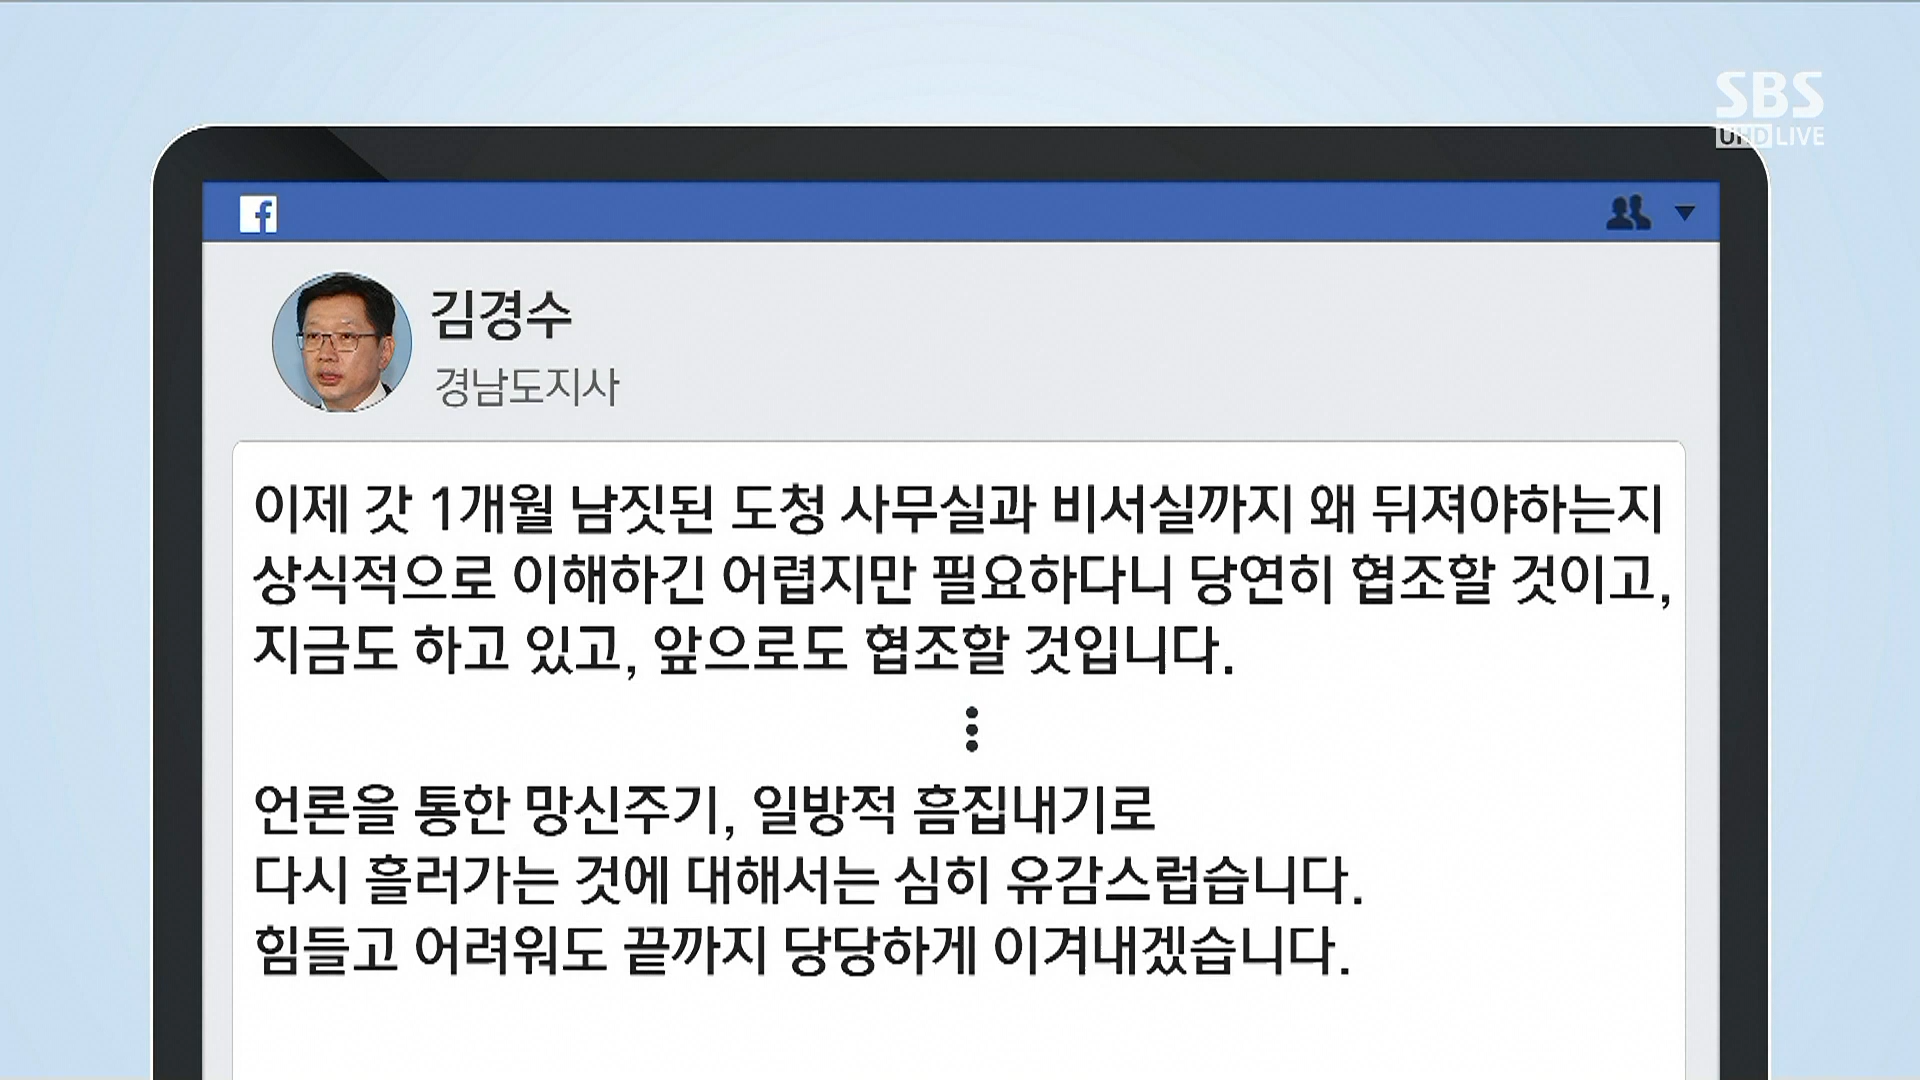 SBS
UHD LIVE
f
김경수
경남도지사
이제 갓 1개월 남짓된 도청 사무실과 비서실까지 왜 뒤져야하는지
상식적으로 이해하긴 어렵지만 필요하다니 당연히 협조할 것이고,
지금도 하고 있고, 앞으로도 협조할 것입니다.
⋮
언론을 통한 망신주기, 일방적 흠집내기로
다시 흘러가는 것에 대해서는 심히 유감스럽습니다.
힘들고 어려워도 끝까지 당당하게 이겨내겠습니다.